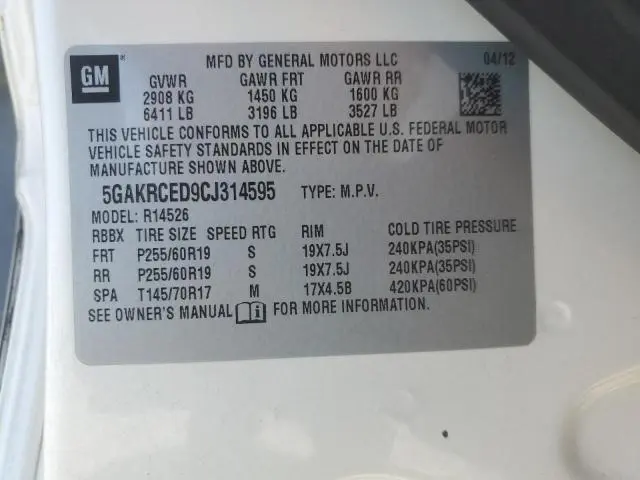 GM
MFD BY GENERAL MOTORS LLC 04/12
GVWR GAWR FRT GAWR RR
2908 KG 1450 KG 1600 KG
6411 LB 3196 LB 3527 LB
THIS VEHICLE CONFORMS TO ALL APPLICABLE U.S. FEDERAL MOTOR
VEHICLE SAFETY STANDARDS IN EFFECT ON THE DATE OF
MANUFACTURE SHOWN ABOVE.
5GAKRCED9CJ314595 TYPE: M.P.V.
MODEL: R14526
RBBX TIRE SIZE SPEED RTG RIM COLD TIRE PRESSURE
FRT P255/60R19 S 19X7.5J 240KPA(35PSI)
RR P255/60R19 S 19X7.5J 240KPA(35PSI)
SPA T145/70R17 M 17X4.5B 420KPA(60PSI)
SEE OWNER'S MANUAL i FOR MORE INFORMATION.